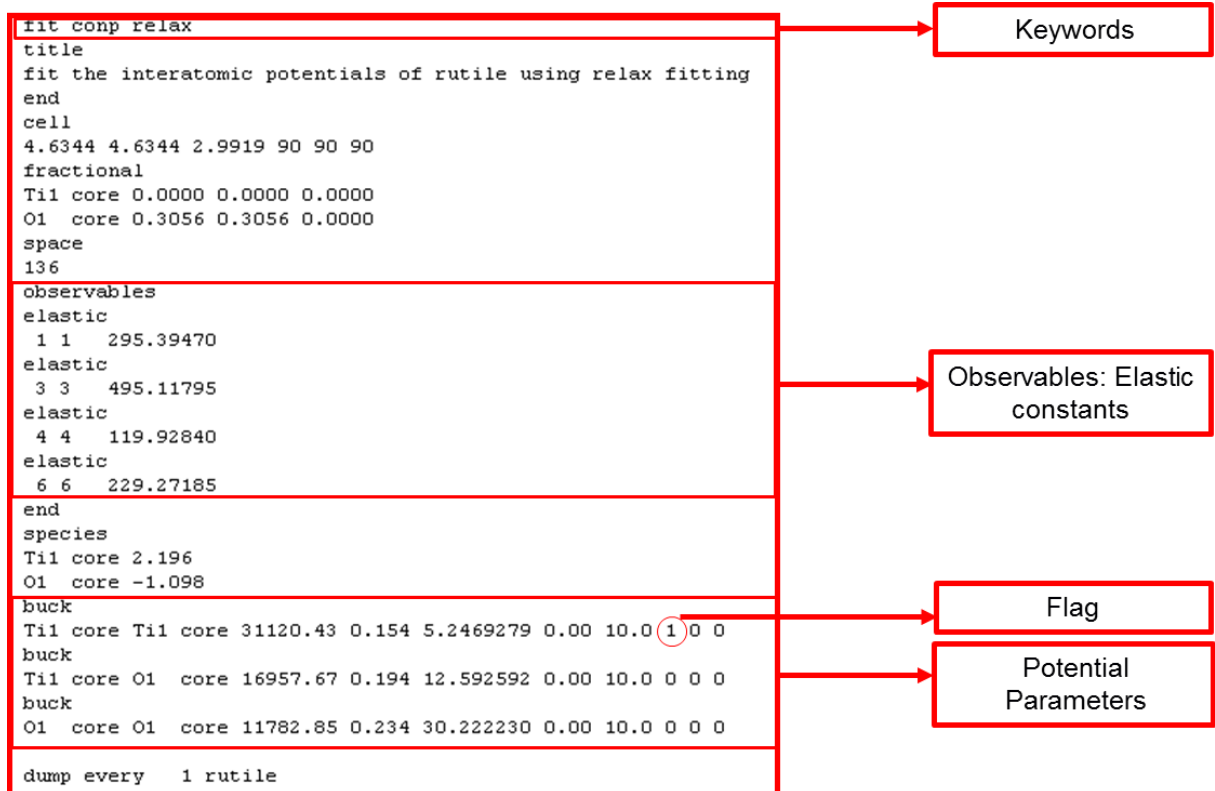 fit conp relax
title
fit the interatomic potentials of rutile using relax fitting
end
cell
4.6344 4.6344 2.9919 90 90 90
fractional
Ti1 core 0.0000 0.0000 0.0000
O1 core 0.3056 0.3056 0.0000
space
136
observables
elastic
1 1 295.39470
elastic
3 3 495.11795
elastic
4 4 119.92840
elastic
6 6 229.27185
end
species
Ti1 core 2.196
O1 core -1.098
buck
Ti1 core Ti1 core 31120.43 0.154 5.2469279 0.00 10.0 1 0 0
buck
Ti1 core O1 core 16957.67 0.194 12.592592 0.00 10.0 0 0 0
buck
O1 core O1 core 11782.85 0.234 30.222230 0.00 10.0 0 0 0
dump every 1 rutile
Keywords
Observables: Elastic
constants
Flag
Potential
Parameters